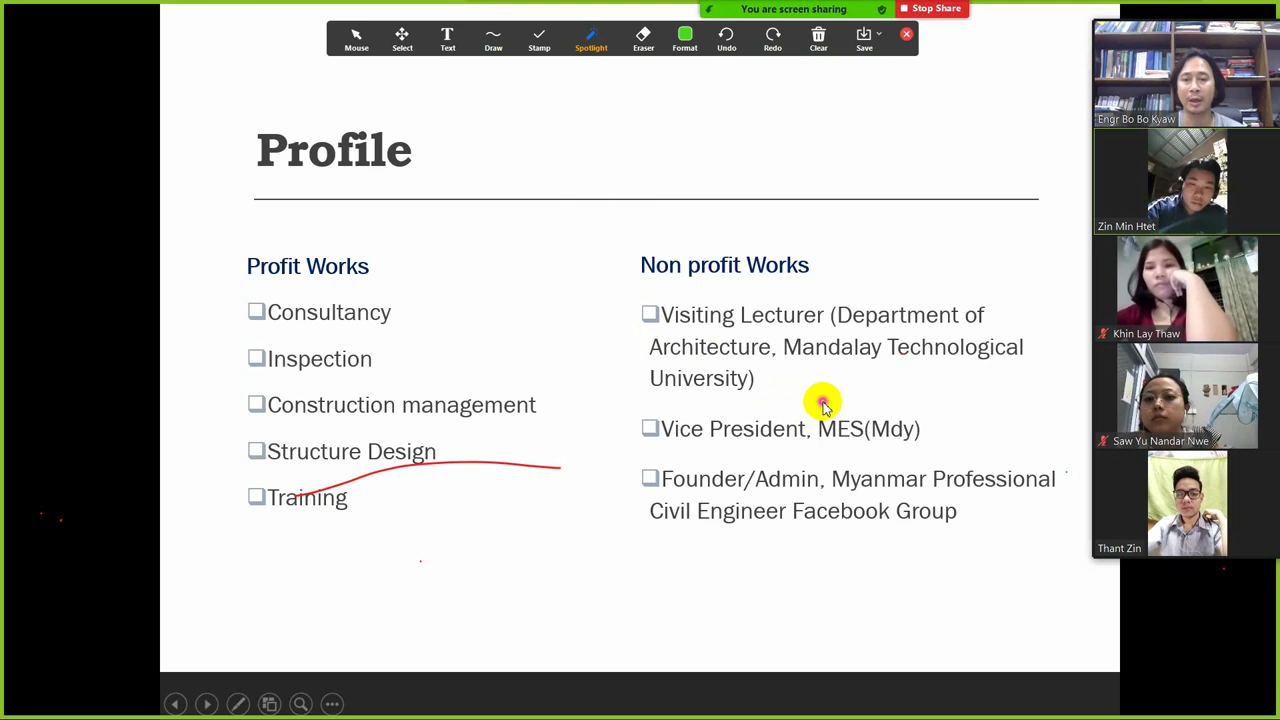 You are screen sharing
Stop Share
Mouse
Select
Text
Draw
Stamp
Spotlight
Eraser
Format
Undo
Redo
Clear
Save
Profile
Profit Works
Consultancy
Inspection
Construction management
Structure Design
Training
Non profit Works
Visiting Lecturer (Department of
Architecture, Mandalay Technological
University)
Vice President, MES(Mdy)
Founder/Admin, Myanmar Professional
Civil Engineer Facebook Group
Engr Bo Bo Kyaw
Zin Min Htet
Khin Lay Thaw
Saw Yu Nandar Nwe
Thant Zin